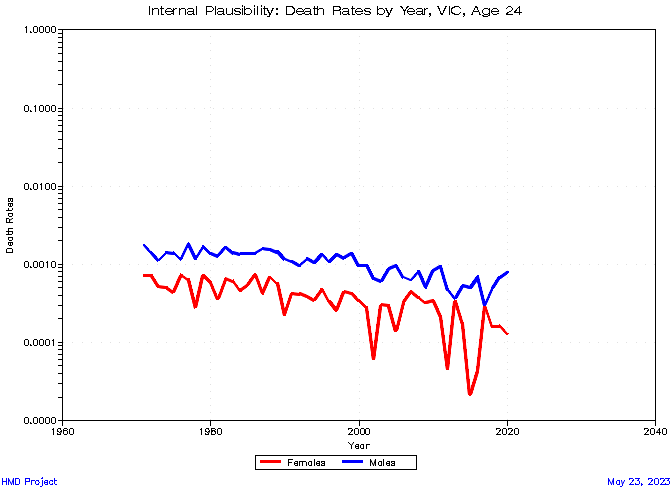 Internal Plausibility: Death Rates by Year, VIC, Age 24
1.0000
0.1000
0.0100
0.0010
0.0001
0.0000
Death Rates
1960 1980 2000 2020 2040
Year
Females Males
HMD Project May 23, 2023